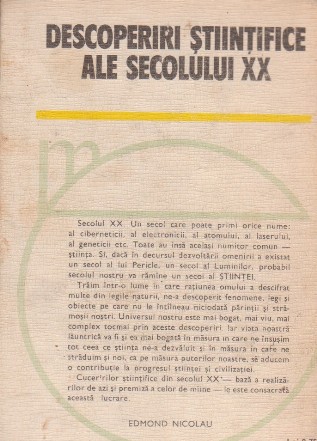 DESCOPERIRI ȘTIINȚIFICE
ALE SECOLULUI XX
m
Secolul XX. Un secol care poate primi orice nume:
al ciberneticii, al electronicii, al atomului, al laserului,
al geneticii etc. Toate au însă același numitor comun —
știința. Și, dacă în decursul dezvoltării omenirii a existat
un secol al lui Pericle, un secol al Luminilor, probabil
secolul nostru va rămîne un secol al ȘTIINȚEI.
Trăim într-o lume în care rațiunea omului a descifrat
multe din legile naturii, ne-a descoperit fenomene, legi și
obiecte pe care nu le întîlneau niciodată părinții și stră-
moșii noștri. Universul nostru este mai bogat, mai viu, mai
complex tocmai prin aceste descoperiri. Iar viața noastră
lăuntrică va fi și ea mai bogată în măsura în care ne însușim
tot ceea ce știința ne-a dezvăluit și în măsura în care ne
străduim și noi, ca pe măsura puterilor noastre, să aducem
o contribuție la progresul științei și civilizației.
Cuceririlor științifice din secolul XX — bază a realiză-
rilor de azi și premiză a celor de mîine — le este consacrată
această lucrare.
EDMOND NICOLAU